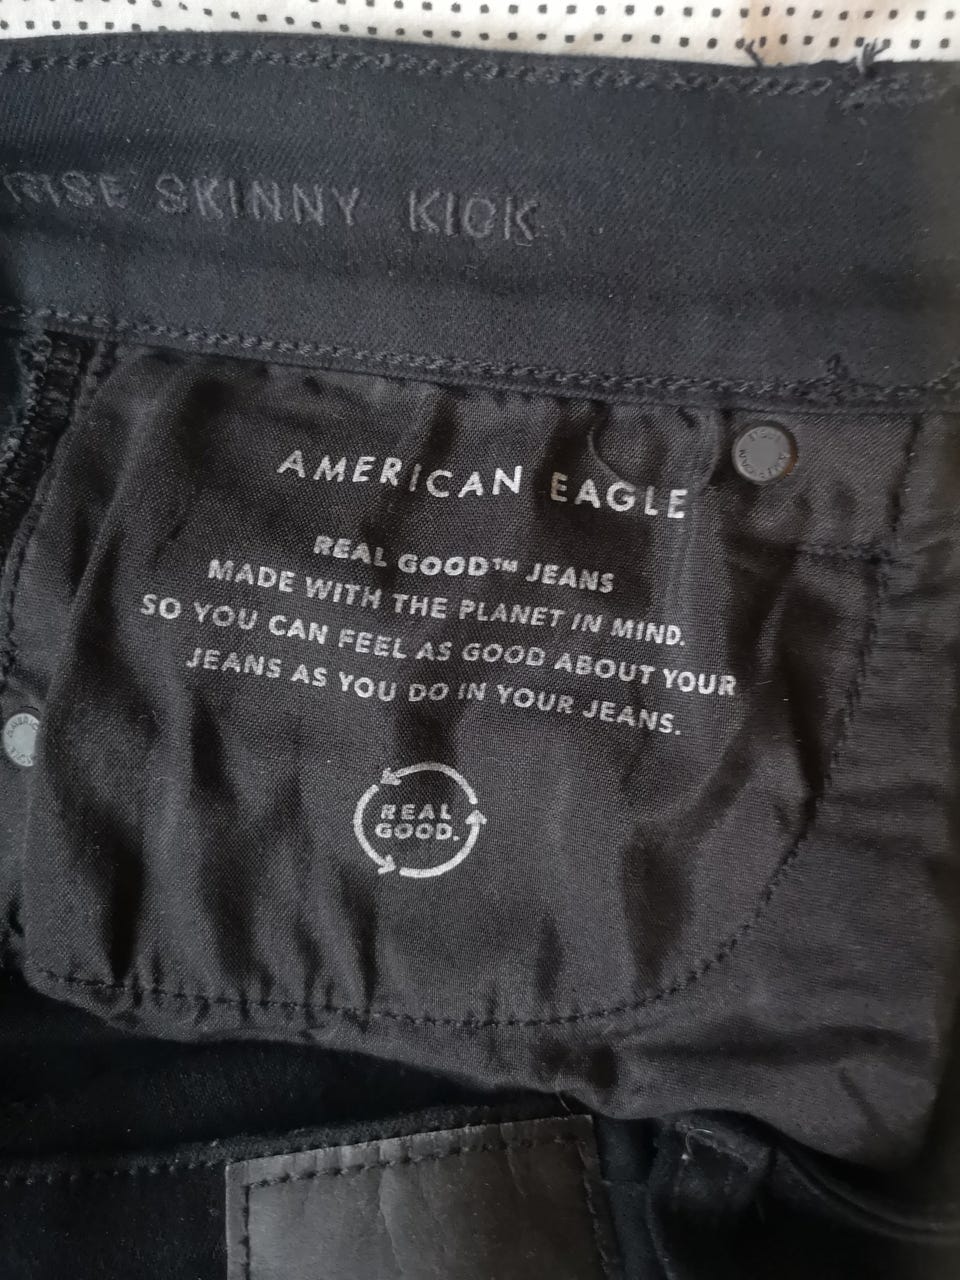 RISE SKINNY KICK
AMERICAN EAGLE
REAL GOOD™ JEANS
MADE WITH THE PLANET IN MIND.
SO YOU CAN FEEL AS GOOD ABOUT YOUR
JEANS AS YOU DO IN YOUR JEANS.
REAL
GOOD.